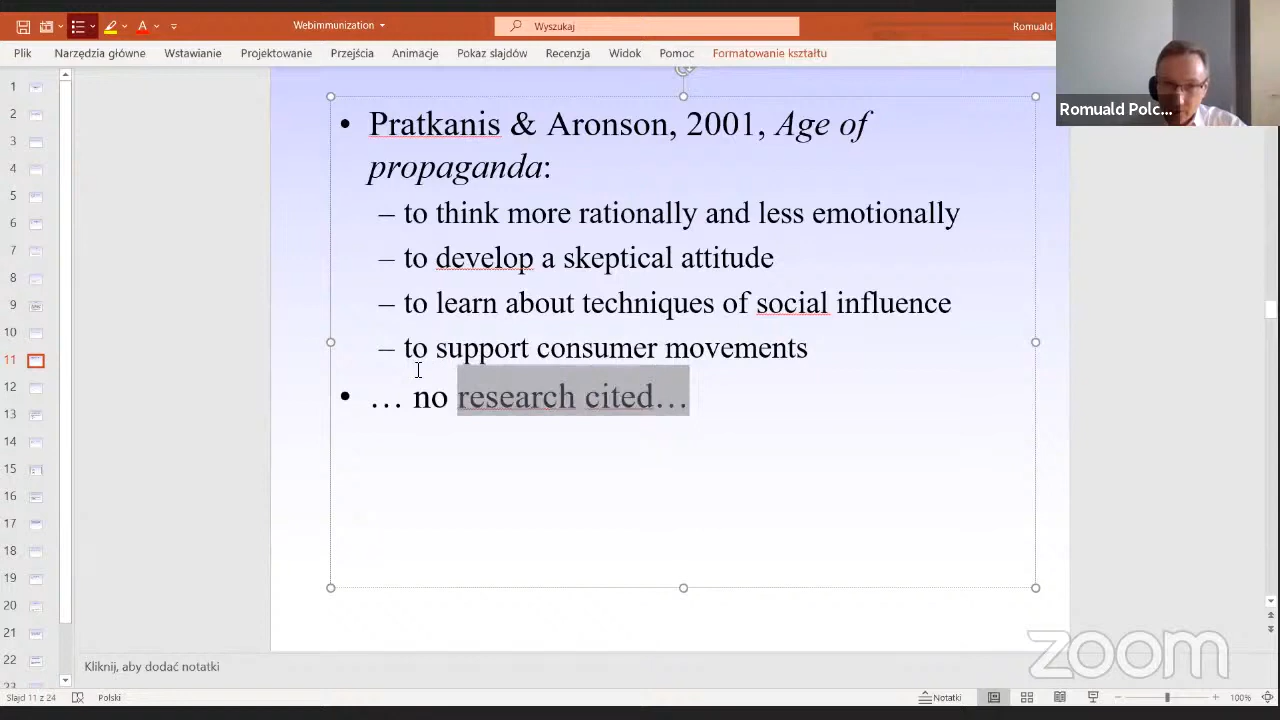 Webimmunization
Wyszukaj
Romuald
Plik Narzędzia główne Wstawianie Projektowanie Przejścia Animacje Pokaz slajdów Recenzja Widok Pomoc Formatowanie kształtu
Romuald Polc...
• Pratkanis & Aronson, 2001, Age of
propaganda:
– to think more rationally and less emotionally
– to develop a skeptical attitude
– to learn about techniques of social influence
– to support consumer movements
• … no research cited…
1
2
3
4
5
6
7
8
9
10
11
12
13
14
15
16
17
18
19
20
21
22
23
zoom
Kliknij, aby dodać notatki
Slajd 11 z 24 Polski Notatki 100%